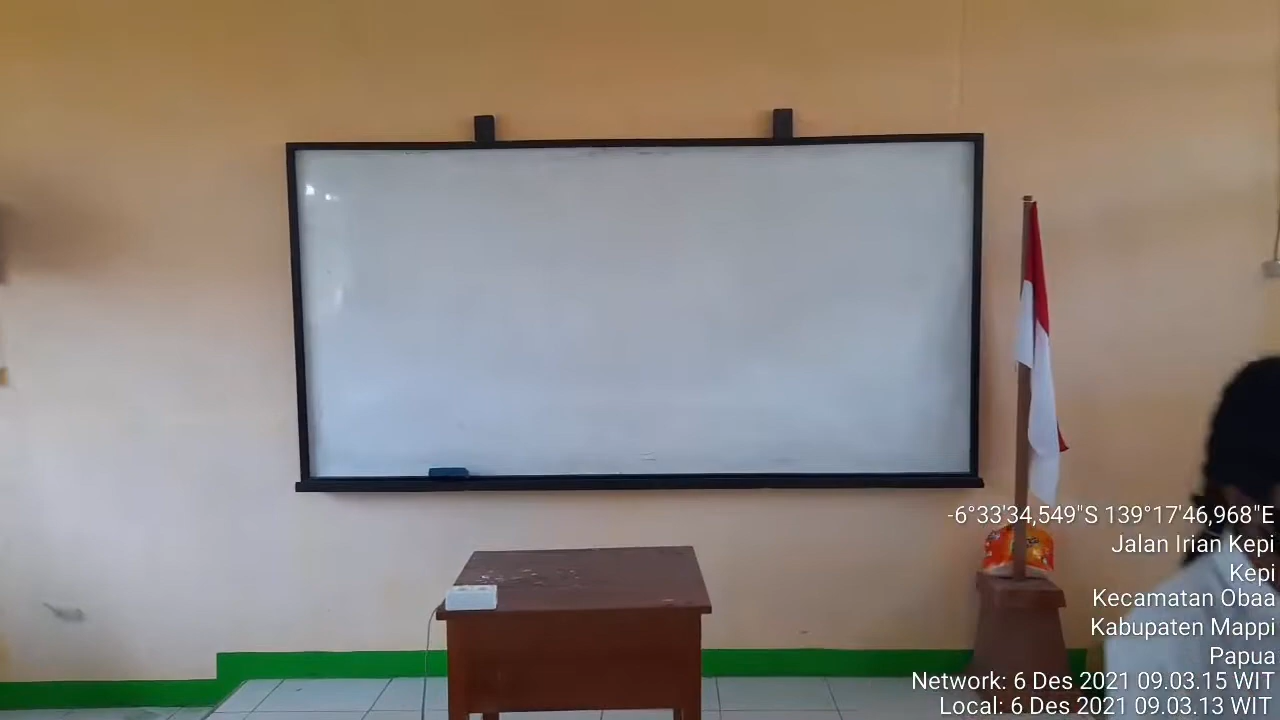 -6°33'34,549"S 139°17'46,968"E
Jalan Irian Kepi
Kepi
Kecamatan Obaa
Kabupaten Mappi
Papua
Network: 6 Des 2021 09.03.15 WIT
Local: 6 Des 2021 09.03.13 WIT